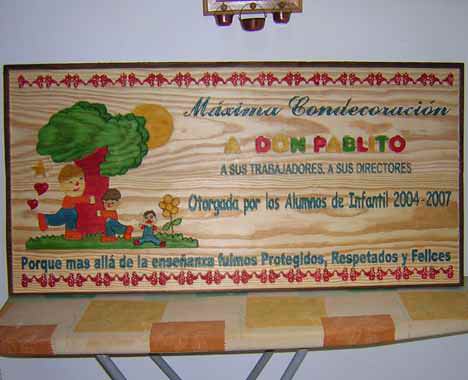 Máxima Condecoración
A DON PABLITO
A SUS TRABAJADORES, A SUS DIRECTORES
Otorgada por los Alumnos de Infantil 2004-2007
Porque mas allá de la enseñanza fuimos Protegidos, Respetados y Felices